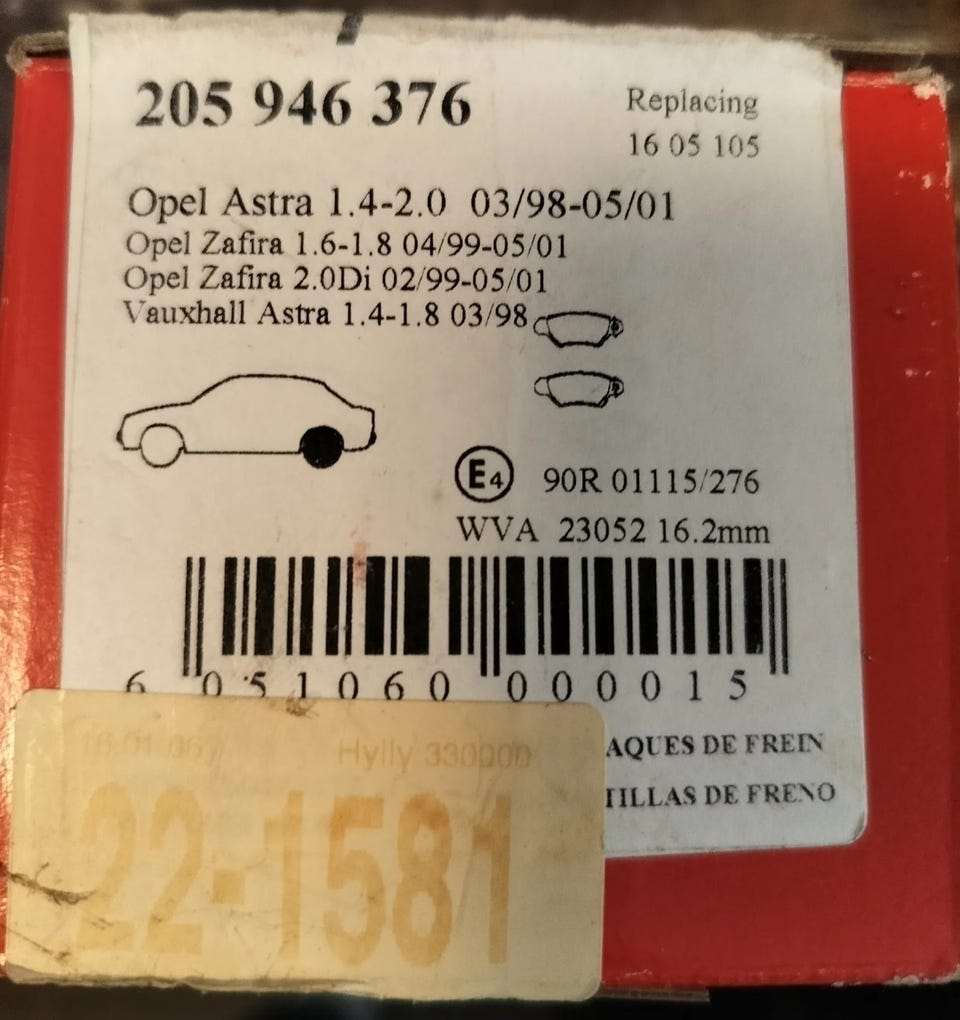 205 946 376
Replacing
16 05 105
Opel Astra 1.4-2.0 03/98-05/01
Opel Zafira 1.6-1.8 04/99-05/01
Opel Zafira 2.0Di 02/99-05/01
Vauxhall Astra 1.4-1.8 03/98
E4 90R 01115/276
WVA 23052 16.2mm
6 051060 000015
AQUES DE FREIN
TILLAS DE FRENO
Hylly
22-1581